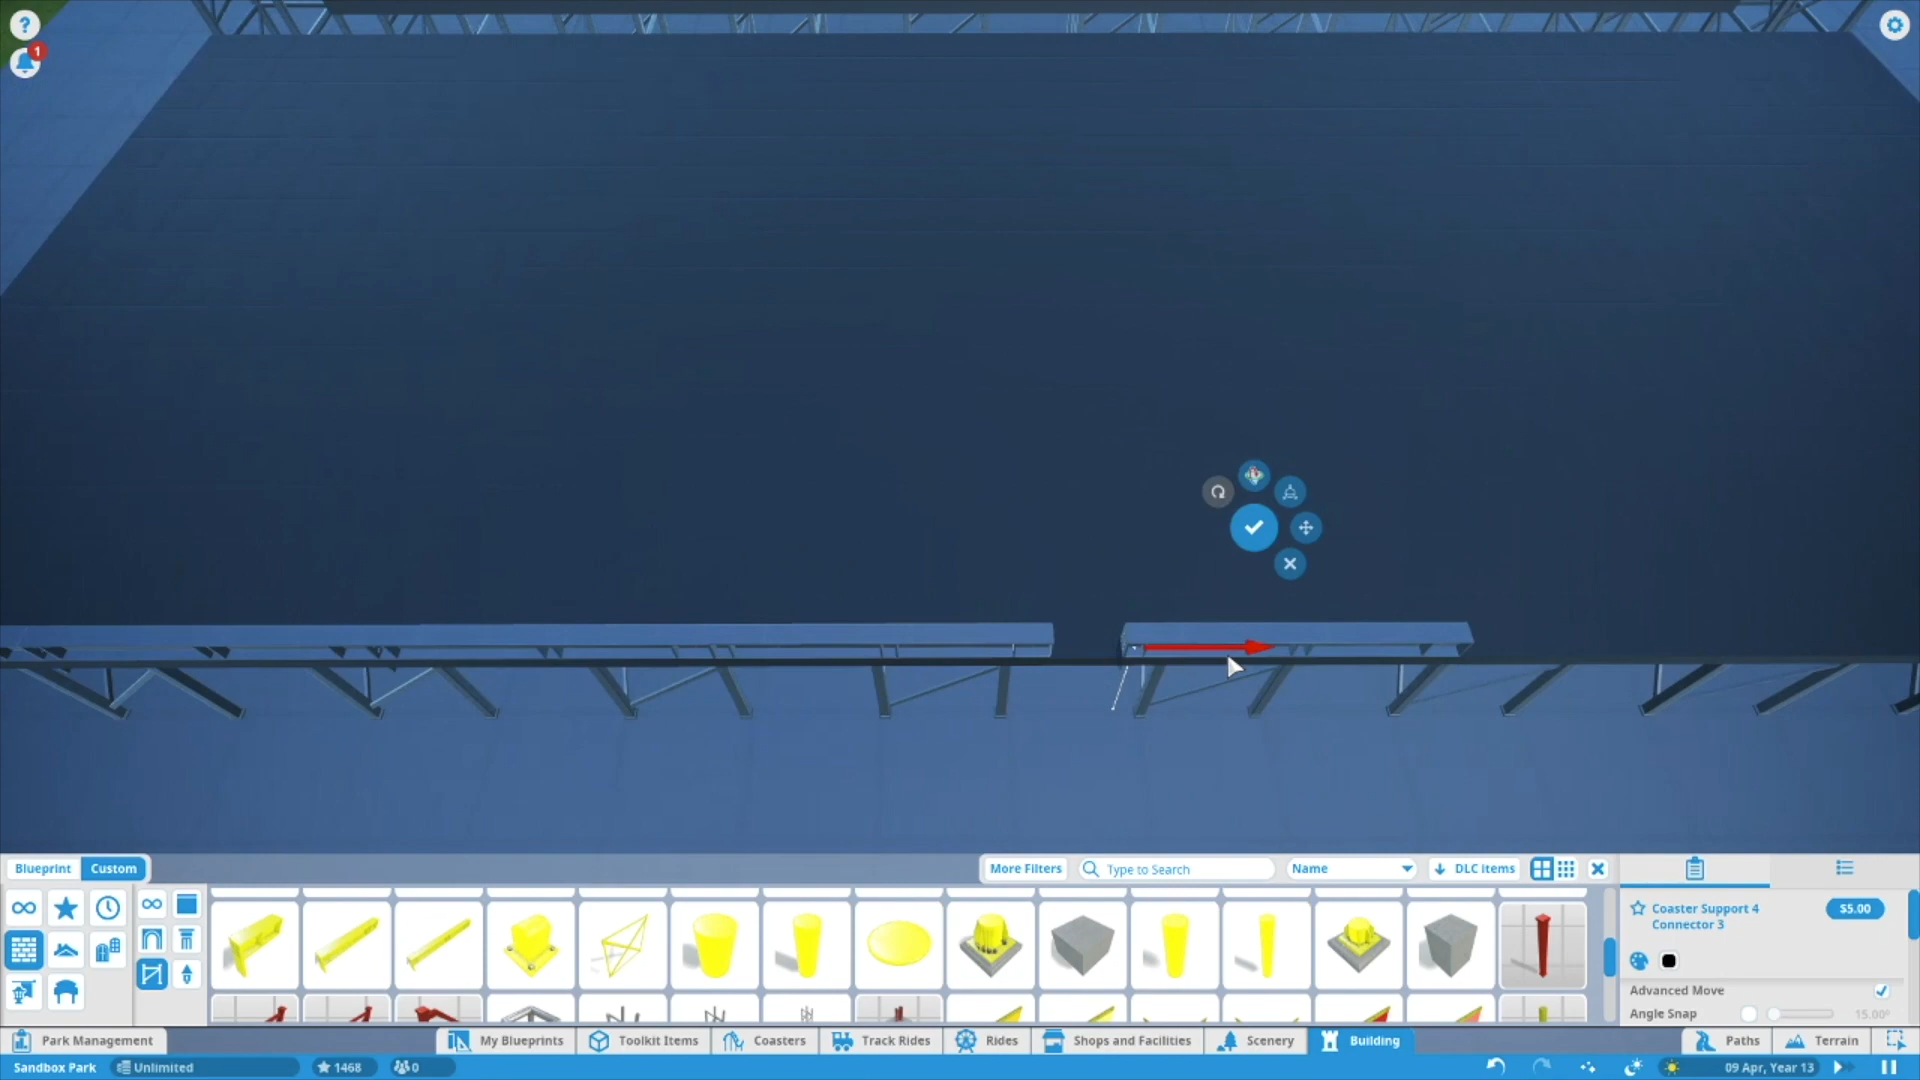 ?
1
Blueprint
Custom
More Filters
Type to Search
Name
DLC items
Coaster Support 4
Connector 3
$5.00
Advanced Move
Angle Snap
15.00°
Park Management
My Blueprints
Toolkit Items
Coasters
Track Rides
Rides
Shops and Facilities
Scenery
Building
Paths
Terrain
Sandbox Park
Unlimited
1468
0
09 Apr, Year 13